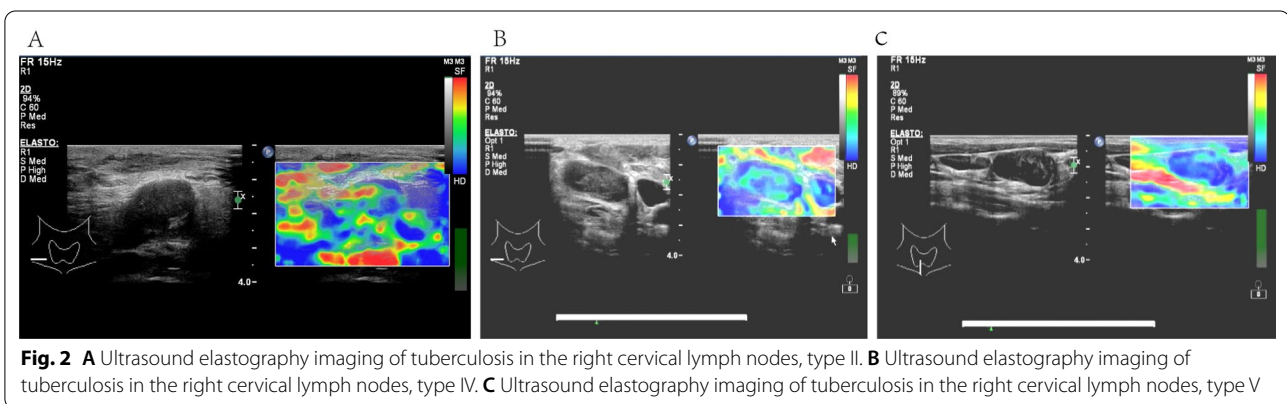 A
FR 15Hz
R1
2D
94%
C 60
P Med
Res
ELASTO:
R1
S Med
P High
D Med
M3 M3
SF
HD
X
4.0
B
FR 15Hz
R1
2D
94%
C 60
P Med
Res
ELASTO:
Opt 1
R1
S Med
P High
D Med
M3 M3
SF
HD
X
4.0
C
FR 15Hz
R1
2D
89%
C 60
P Med
Res
ELASTO:
Opt 1
R1
S Med
P High
D Med
M3 M3
SF
HD
X
4.0
Fig. 2 A Ultrasound elastography imaging of tuberculosis in the right cervical lymph nodes, type II. B Ultrasound elastography imaging of
tuberculosis in the right cervical lymph nodes, type IV. C Ultrasound elastography imaging of tuberculosis in the right cervical lymph nodes, type V